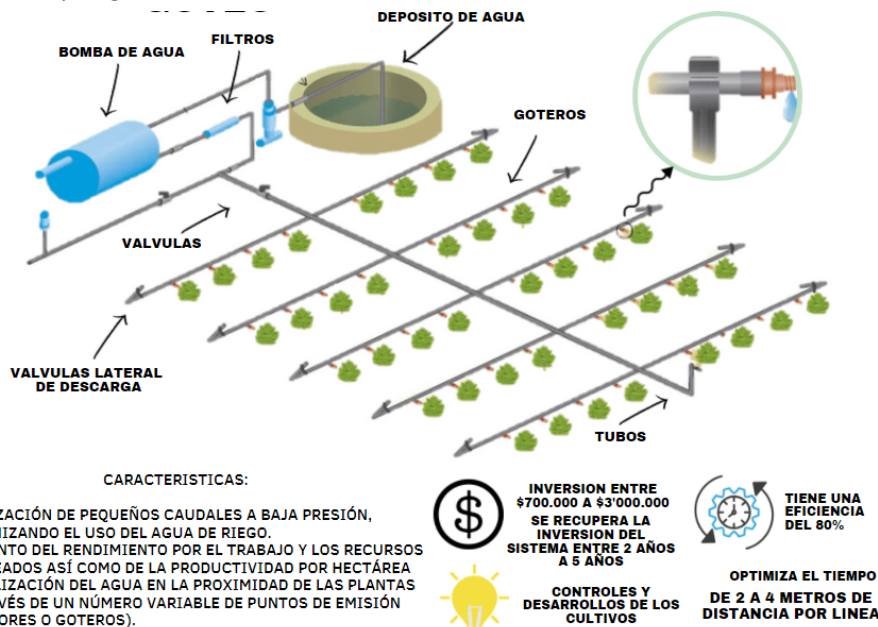 DEPOSITO DE AGUA
FILTROS
BOMBA DE AGUA
GOTEROS
VALVULAS
VALVULAS LATERAL
DE DESCARGA
TUBOS
CARACTERISTICAS:
ZACIÓN DE PEQUEÑOS CAUDALES A BAJA PRESIÓN,
IZANDO EL USO DEL AGUA DE RIEGO.
NTO DEL RENDIMIENTO POR EL TRABAJO Y LOS RECURSOS
EADOS ASÍ COMO DE LA PRODUCTIVIDAD POR HECTÁREA
LIZACIÓN DEL AGUA EN LA PROXIMIDAD DE LAS PLANTAS
VÉS DE UN NÚMERO VARIABLE DE PUNTOS DE EMISIÓN
ORES O GOTEROS).
$
INVERSION ENTRE
$700.000 A $3'000.000
SE RECUPERA LA
INVERSION DEL
SISTEMA ENTRE 2 AÑOS
A 5 AÑOS
TIENE UNA
EFICIENCIA
DEL 80%
CONTROLES Y
DESARROLLOS DE LOS
CULTIVOS
OPTIMIZA EL TIEMPO
DE 2 A 4 METROS DE
DISTANCIA POR LINEA